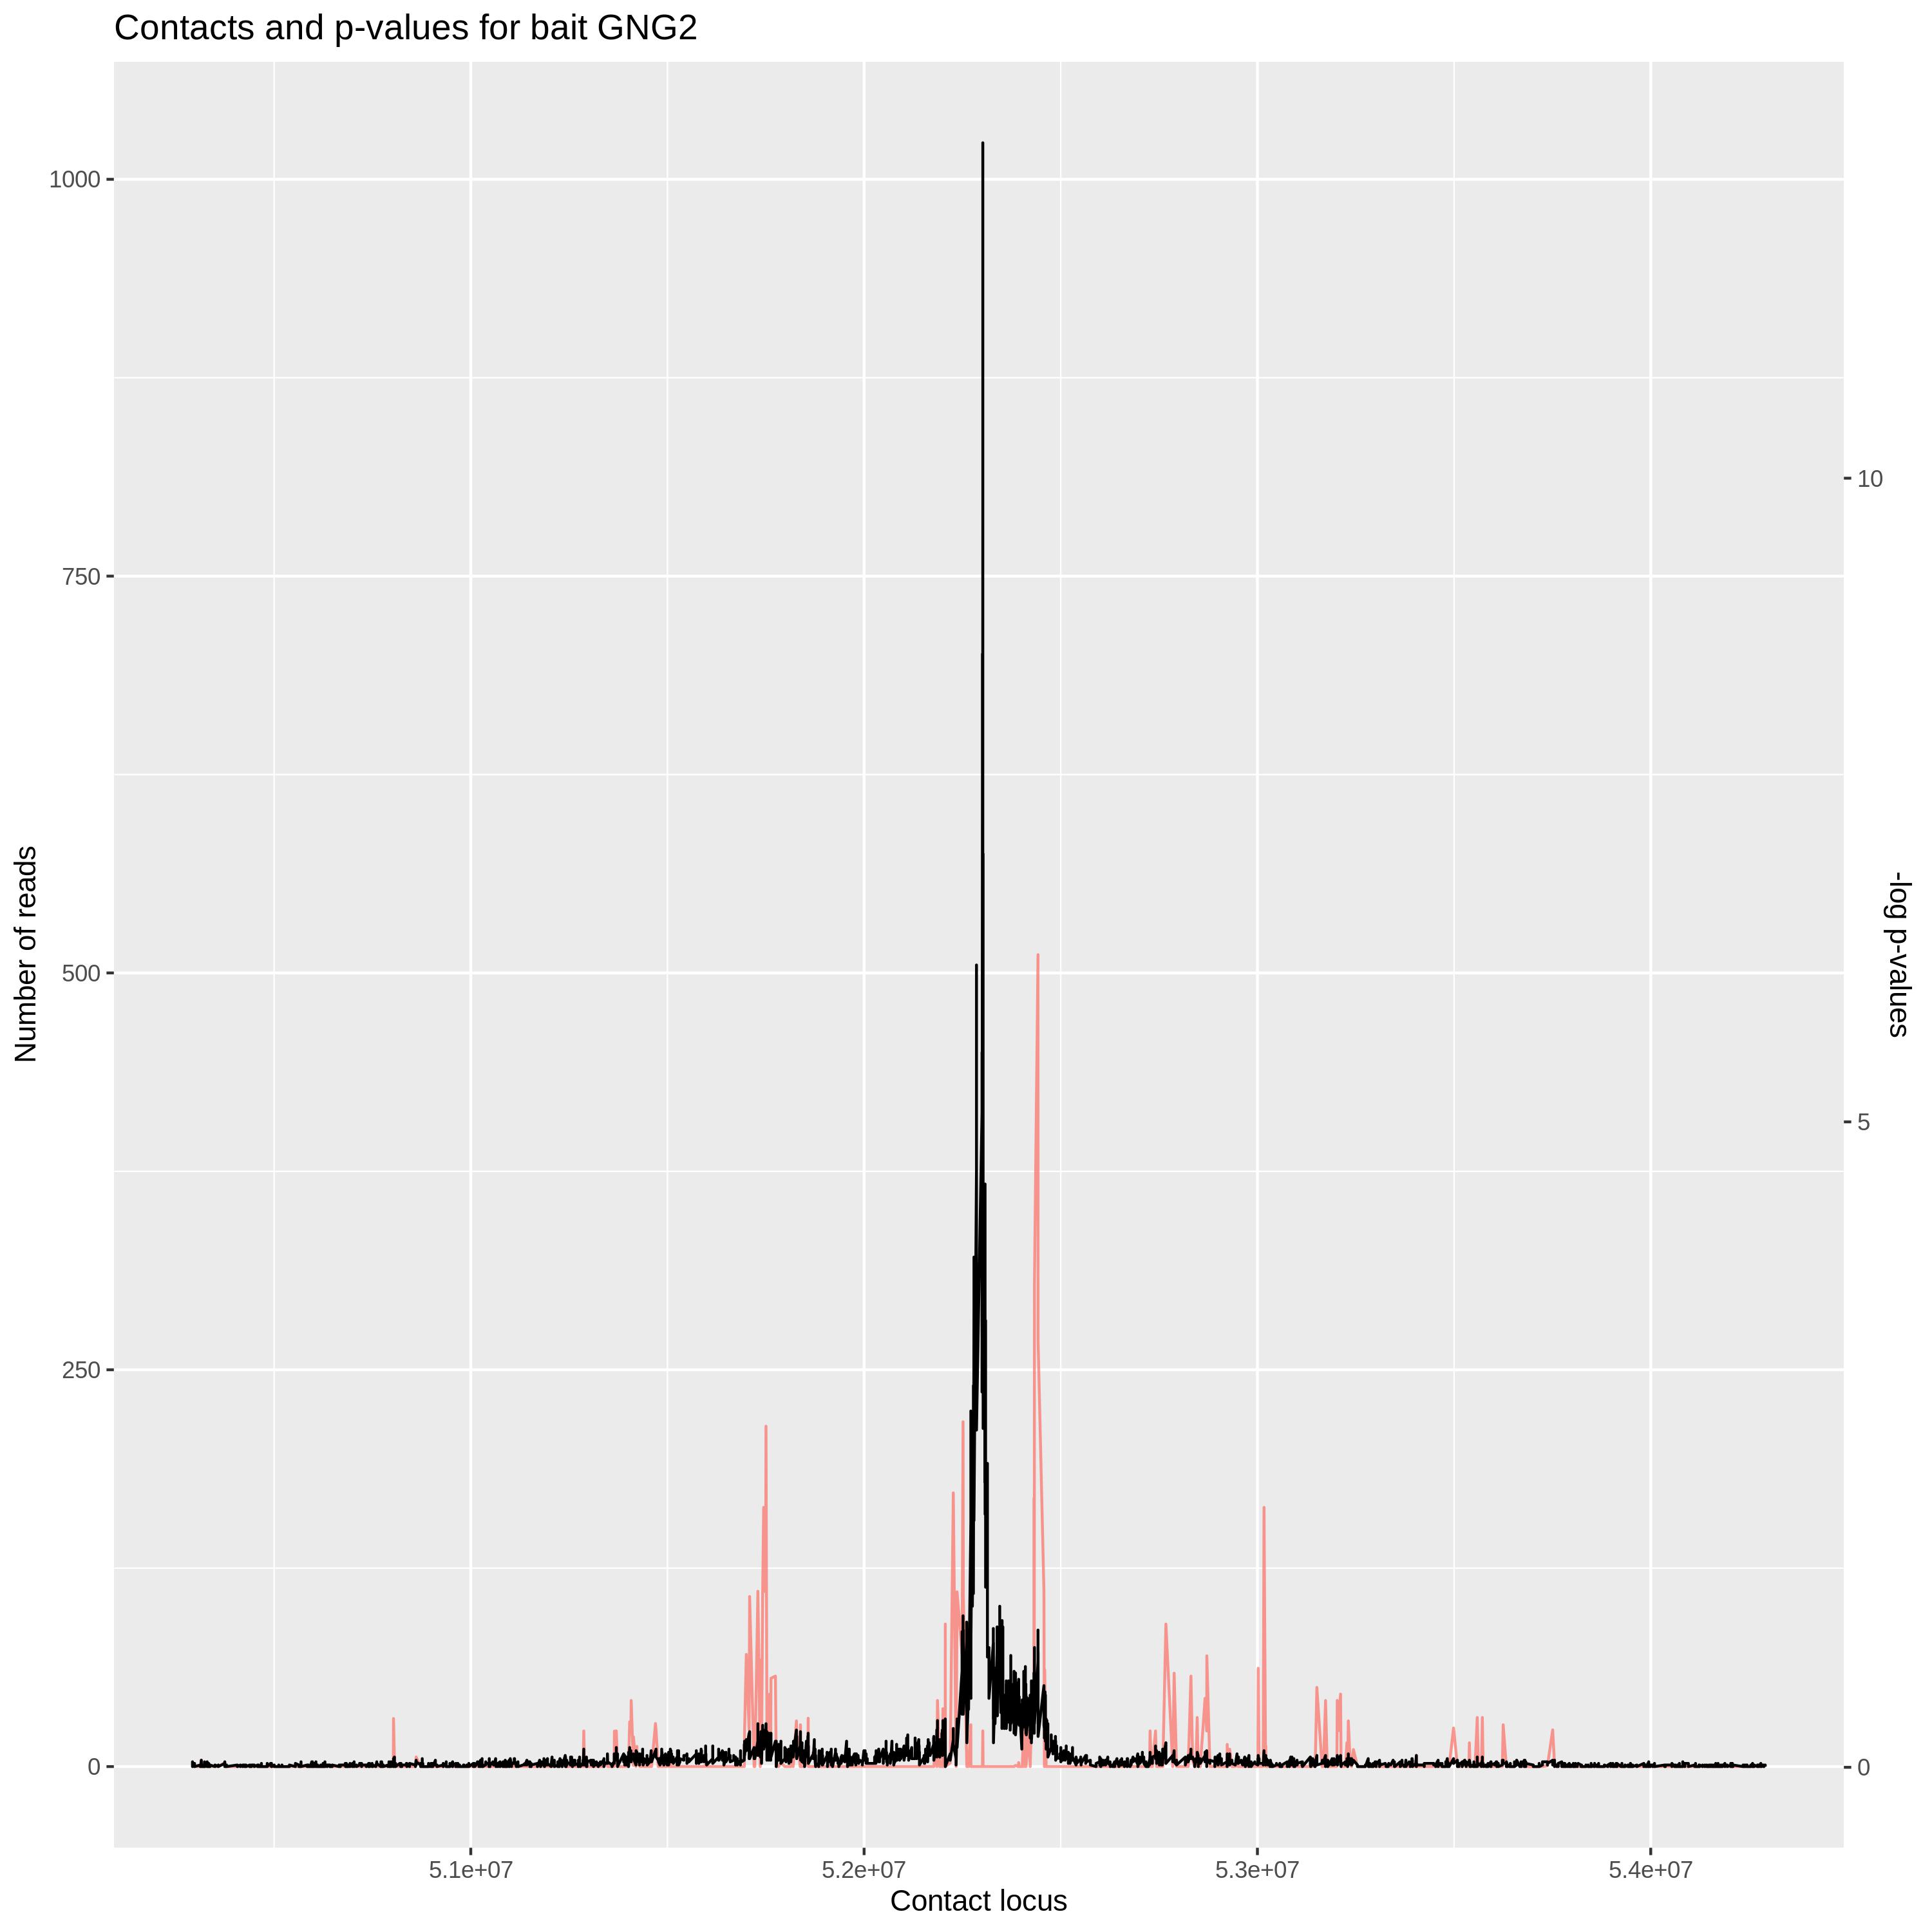 Contacts and p-values for bait GNG2
1000
750
500
250
0
Number of reads
10
5
0
-log p-values
5.1e+07
5.2e+07
5.3e+07
5.4e+07
Contact locus